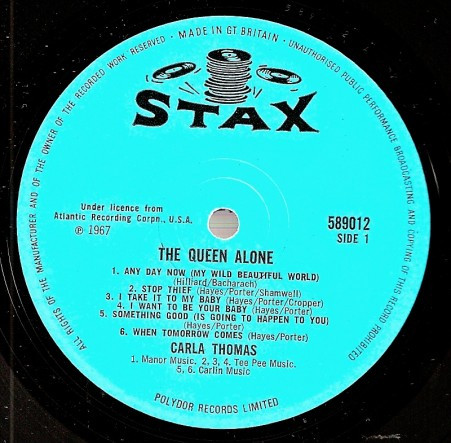 ALL RIGHTS OF THE MANUFACTURER AND OF THE OWNER OF THE RECORDED WORK RESERVED • MADE IN GT BRITAIN • UNAUTHORISED PUBLIC PERFORMANCE BROADCASTING AND COPYING OF THIS RECORD PROHIBITED
STAX
Under licence from
Atlantic Recording Corpn., U.S.A.
℗ 1967
589012
SIDE 1
THE QUEEN ALONE
1. ANY DAY NOW (MY WILD BEAUTIFUL WORLD)
(Hilliard/Bacharach)
2. STOP THIEF (Hayes/Porter/Shamwell)
3. I TAKE IT TO MY BABY (Hayes/Porter/Cropper)
4. I WANT TO BE YOUR BABY (Hayes/Porter)
5. SOMETHING GOOD (IS GOING TO HAPPEN TO YOU)
(Hayes/Porter)
6. WHEN TOMORROW COMES (Hayes/Porter)
CARLA THOMAS
1. Manor Music. 2, 3, 4. Tee Pee Music.
5, 6. Carlin Music
POLYDOR RECORDS LIMITED